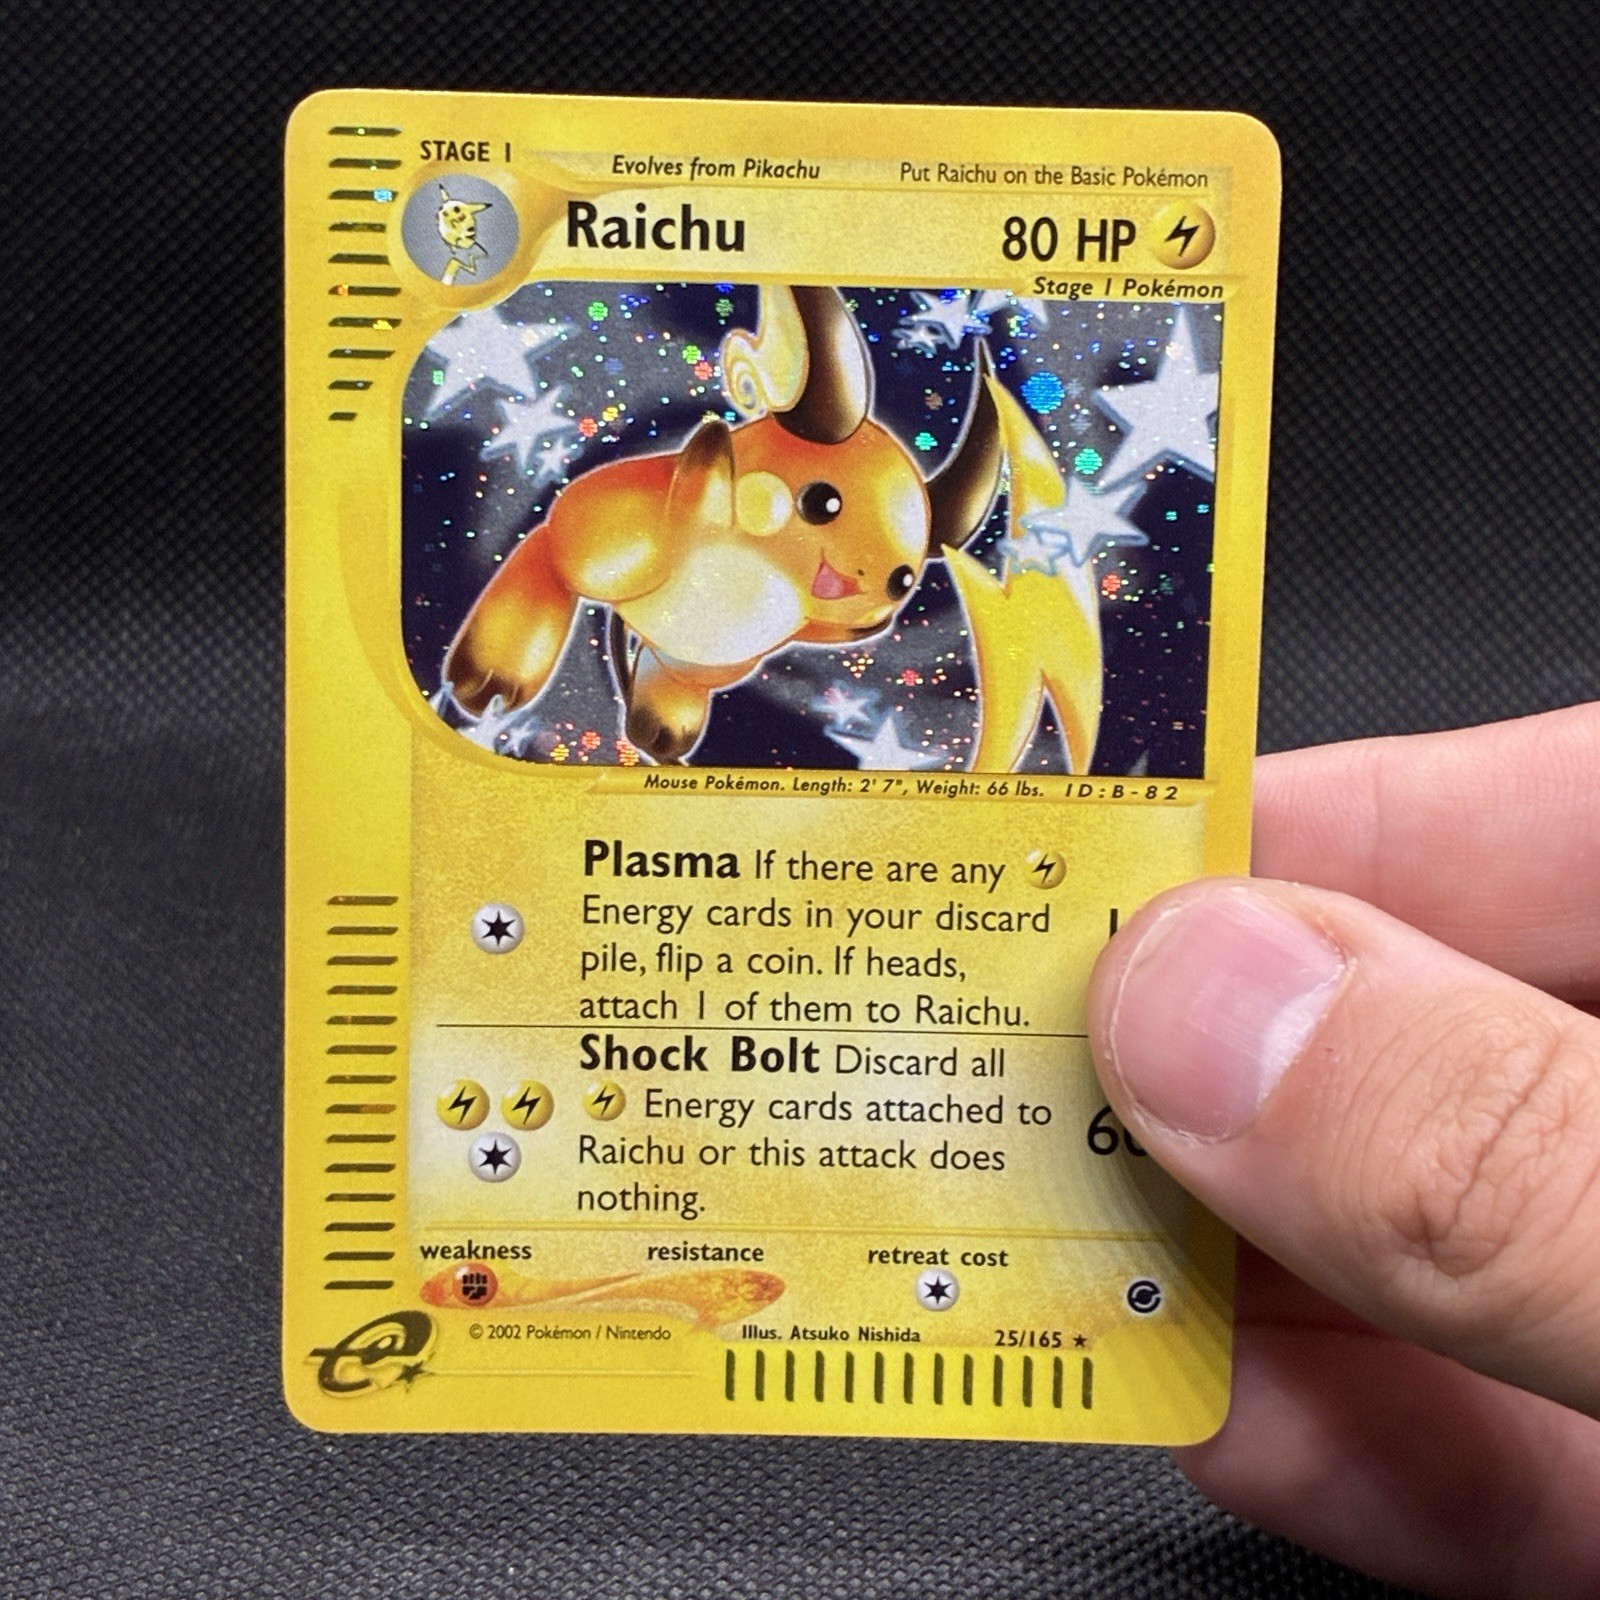 STAGE 1
Evolves from Pikachu
Put Raichu on the Basic Pokémon
Raichu
80 HP
Stage 1 Pokémon
Mouse Pokémon. Length: 2' 7", Weight: 66 lbs. ID:B-82
Plasma If there are any
Energy cards in your discard
pile, flip a coin. If heads,
attach 1 of them to Raichu.
Shock Bolt Discard all
Energy cards attached to
Raichu or this attack does
nothing.
weakness
resistance
retreat cost
e
© 2002 Pokémon / Nintendo
Illus. Atsuko Nishida
25/165 ★